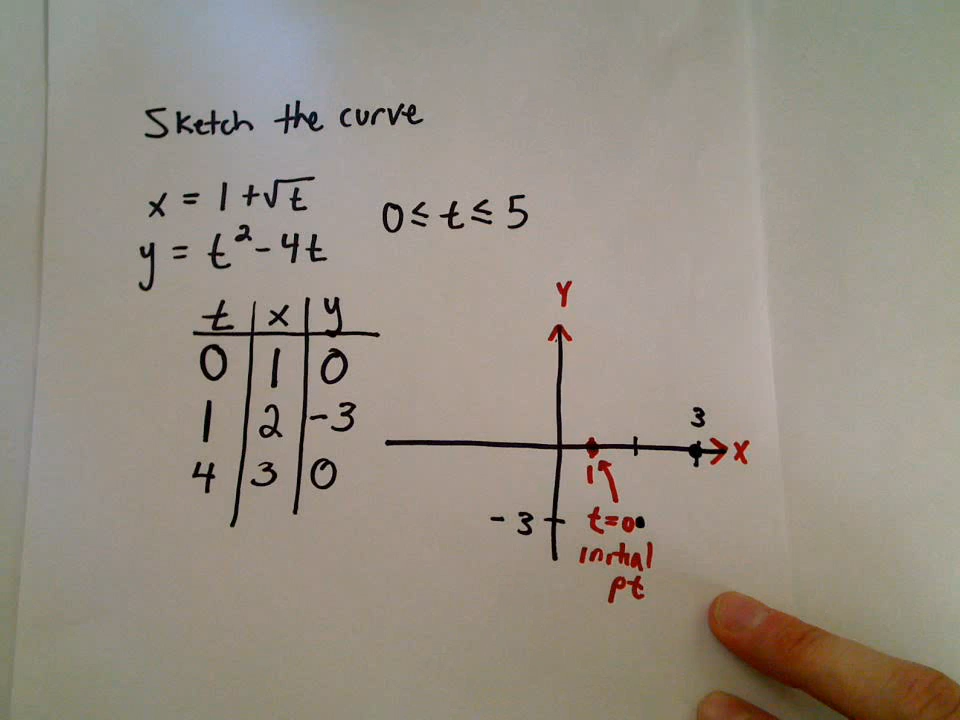 Sketch the curve
x = 1 + √t
y = t² - 4t
0 ≤ t ≤ 5
t x y
0 1 0
1 2 -3
4 3 0
Y
3
X
1
-3
t=0
initial
pt